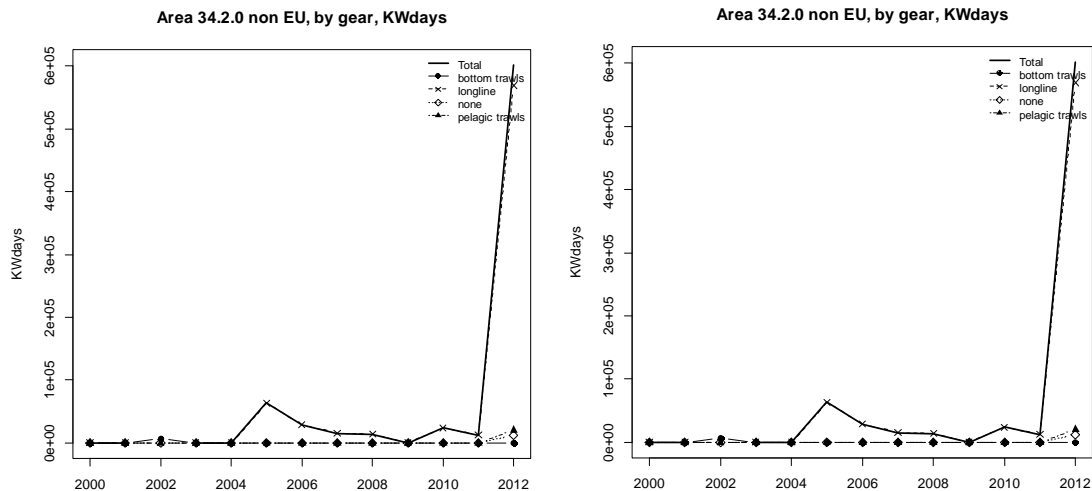 Area 34.2.0 non EU, by gear, KWdays
Total
bottom trawls
longline
none
pelagic trawls
KWdays
6e+05
5e+05
4e+05
3e+05
2e+05
1e+05
0e+00
2000 2002 2004 2006 2008 2010 2012
Area 34.2.0 non EU, by gear, KWdays
Total
bottom trawls
longline
none
pelagic trawls
KWdays
6e+05
5e+05
4e+05
3e+05
2e+05
1e+05
0e+00
2000 2002 2004 2006 2008 2010 2012